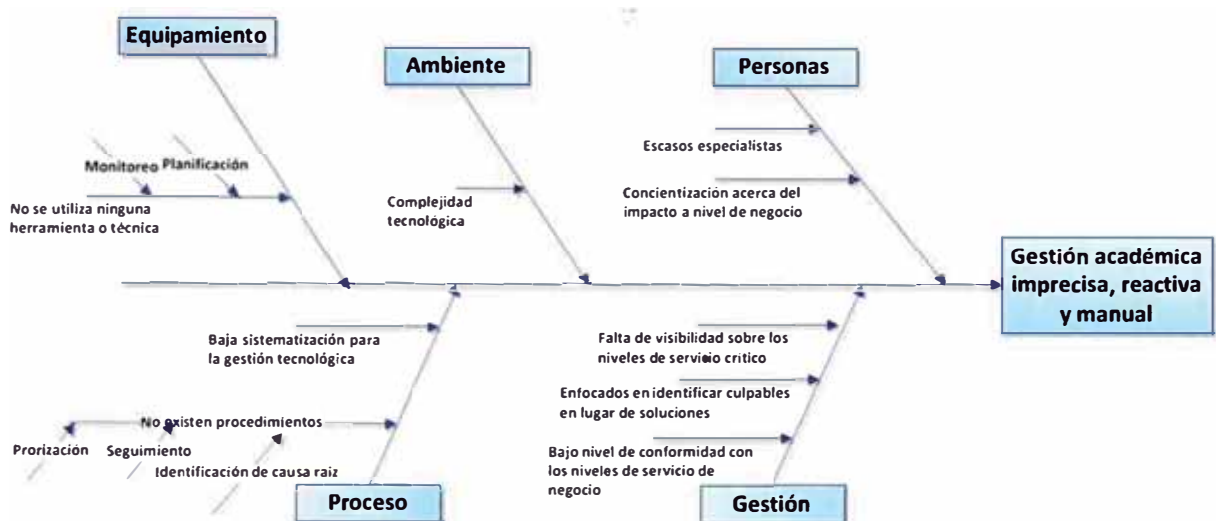 Equipamiento
Ambiente
Personas
Monitoreo
Planificación
No se utiliza ninguna
herramienta o técnica
Complejidad
tecnológica
Escasos especialistas
Concientización acerca del
impacto a nivel de negocio
Gestión académica
imprecisa, reactiva
y manual
Baja sistematización para
la gestión tecnológica
No existen procedimientos
Prorización
Seguimiento
Identificación de causa raiz
Falta de visibilidad sobre los
niveles de servicio critico
Enfocados en identificar culpables
en lugar de soluciones
Bajo nivel de conformidad con
los niveles de servicio de
negocio
Proceso
Gestión